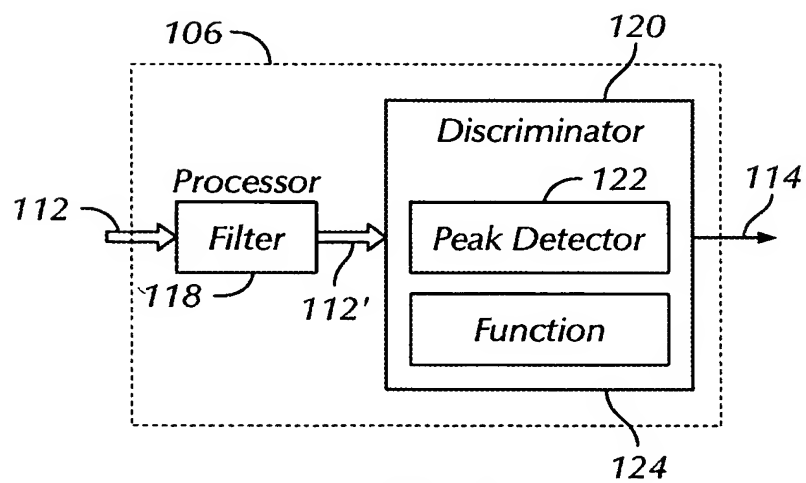 106
120
Discriminator
Processor
122
112
114
Filter
Peak Detector
118
112'
Function
124